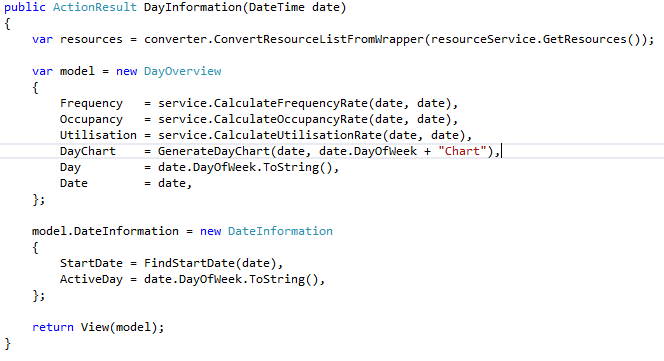 public ActionResult DayInformation(DateTime date)
{
    var resources = converter.ConvertResourceListFromWrapper(resourceService.GetResources());

    var model = new DayOverview
    {
        Frequency   = service.CalculateFrequencyRate(date, date),
        Occupancy   = service.CalculateOccupancyRate(date, date),
        Utilisation = service.CalculateUtilisationRate(date, date),
        DayChart    = GenerateDayChart(date, date.DayOfWeek + "Chart"),
        Day         = date.DayOfWeek.ToString(),
        Date        = date,
    };

    model.DateInformation = new DateInformation
    {
        StartDate = FindStartDate(date),
        ActiveDay = date.DayOfWeek.ToString(),
    };

    return View(model);
}